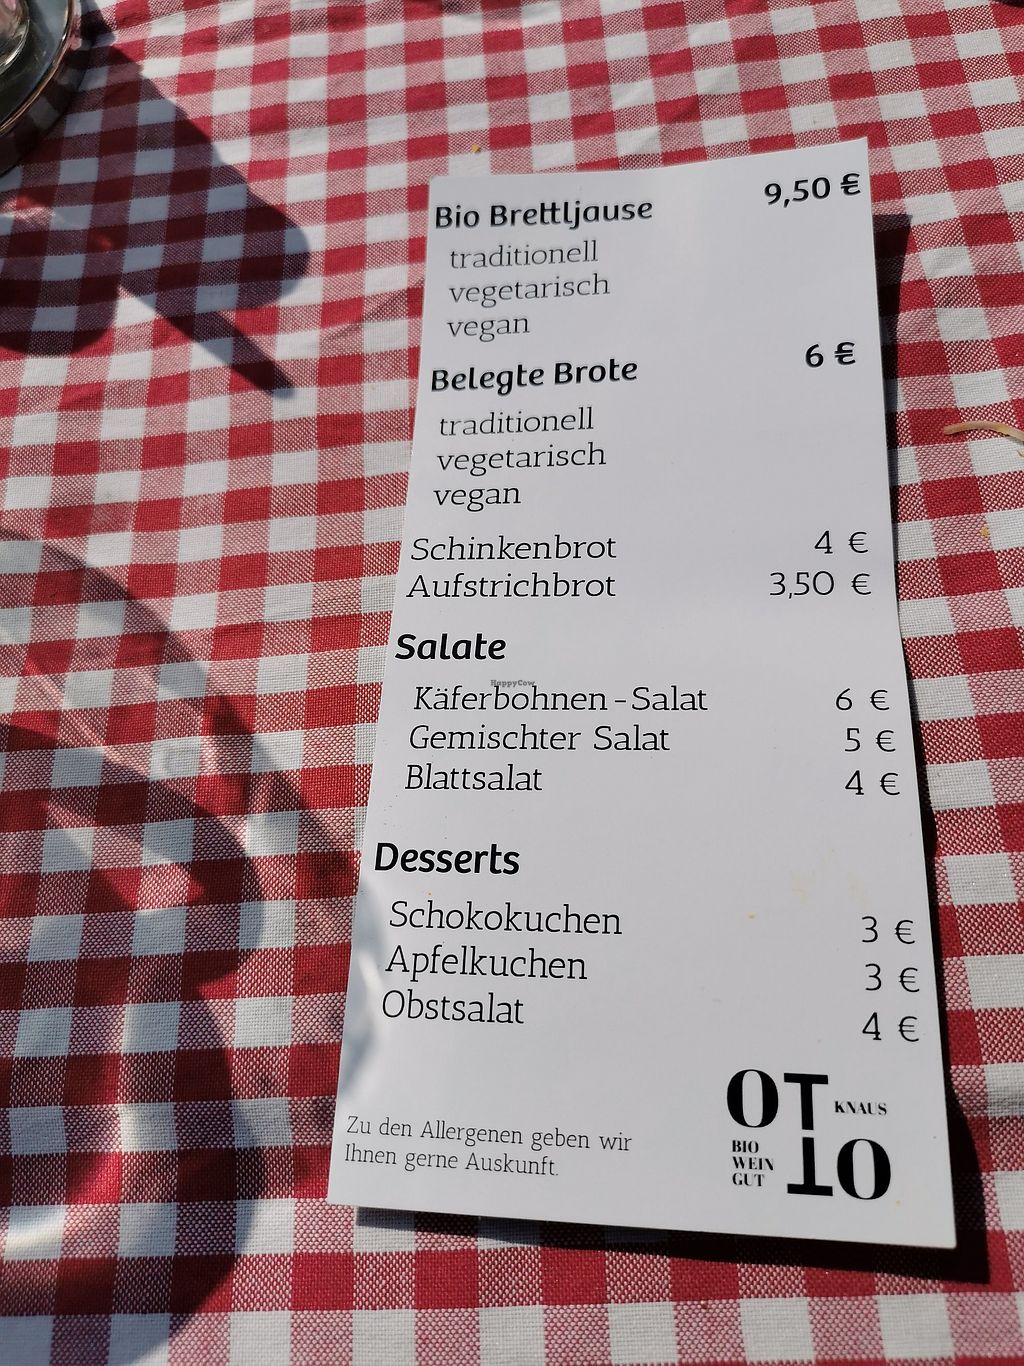 Bio Brettljause 9,50 €
traditionell
vegetarisch
vegan
Belegte Brote 6 €
traditionell
vegetarisch
vegan
Schinkenbrot 4 €
Aufstrichbrot 3,50 €
Salate
HappyCow
Käferbohnen-Salat 6 €
Gemischter Salat 5 €
Blattsalat 4 €
Desserts
Schokokuchen 3 €
Apfelkuchen 3 €
Obstsalat 4 €
Zu den Allergenen geben wir
Ihnen gerne Auskunft.
OTTO
KNAUS
BIO
WEIN
GUT